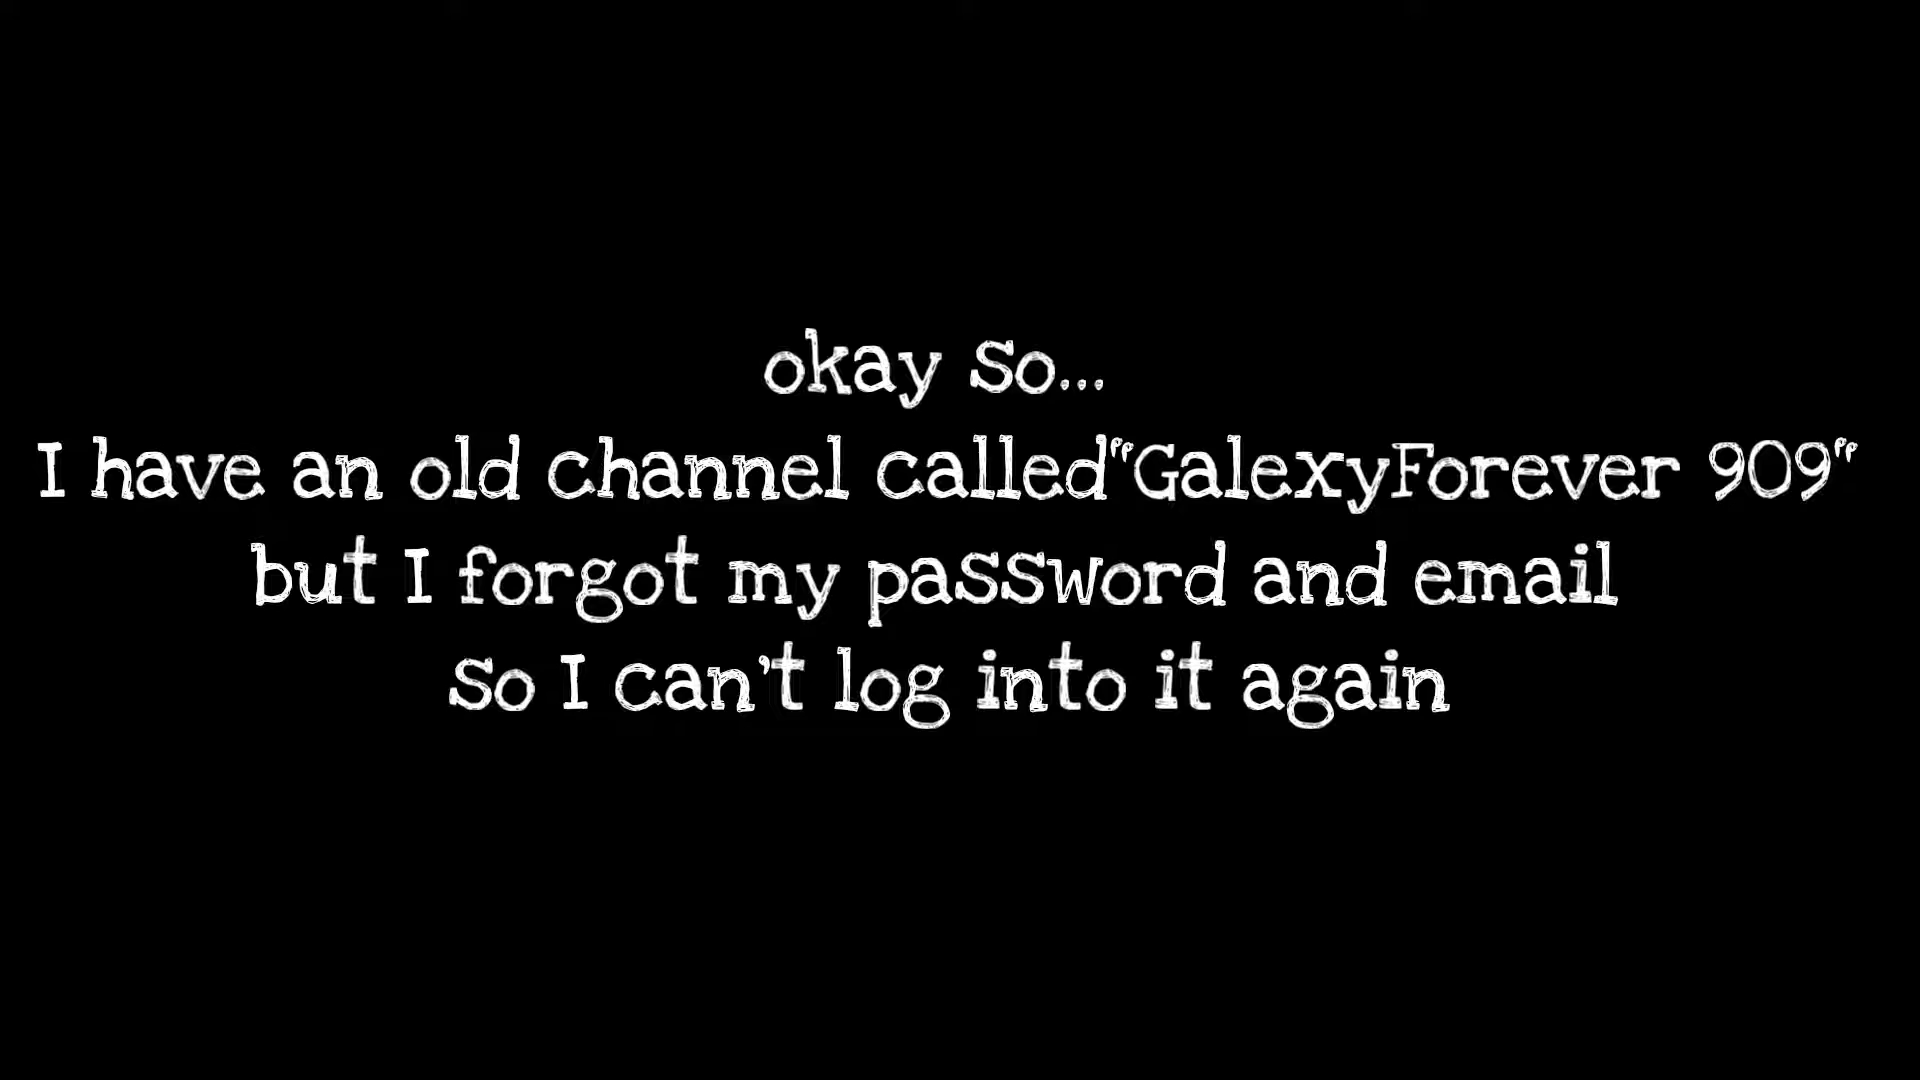 okay so...
I have an old channel called"GalexyForever 909"
but I forgot my password and email
so I can't log into it again